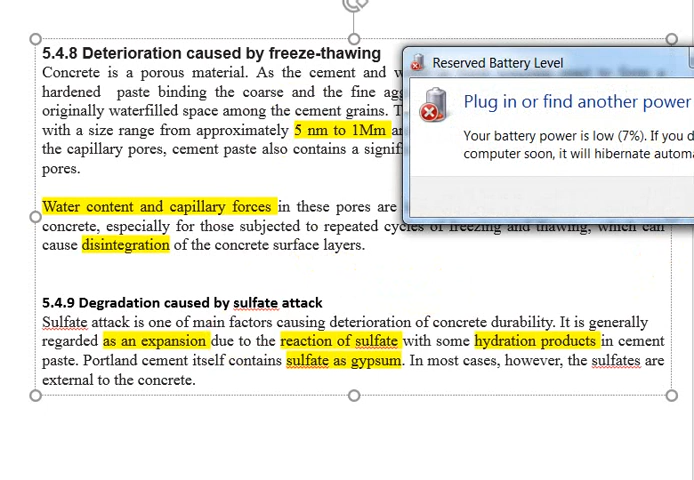 5.4.8 Deterioration caused by freeze-thawing
Concrete is a porous material. As the cement and w
hardened paste binding the coarse and the fine agg
originally waterfilled space among the cement grains. T
with a size range from approximately 5 nm to 1Mm an
the capillary pores, cement paste also contains a signif
pores.
Water content and capillary forces in these pores are
concrete, especially for those subjected to repeated cycles of freezing and thawing, which can
cause disintegration of the concrete surface layers.
5.4.9 Degradation caused by sulfate attack
Sulfate attack is one of main factors causing deterioration of concrete durability. It is generally
regarded as an expansion due to the reaction of sulfate with some hydration products in cement
paste. Portland cement itself contains sulfate as gypsum. In most cases, however, the sulfates are
external to the concrete.
Reserved Battery Level
Plug in or find another power
Your battery power is low (7%). If you d
computer soon, it will hibernate automa